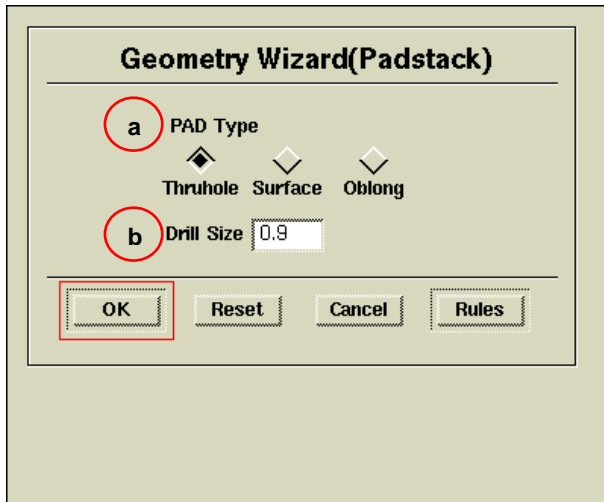 Geometry Wizard(Padstack)
a PAD Type
Thruhole Surface Oblong
b Drill Size 0.9
OK Reset Cancel Rules